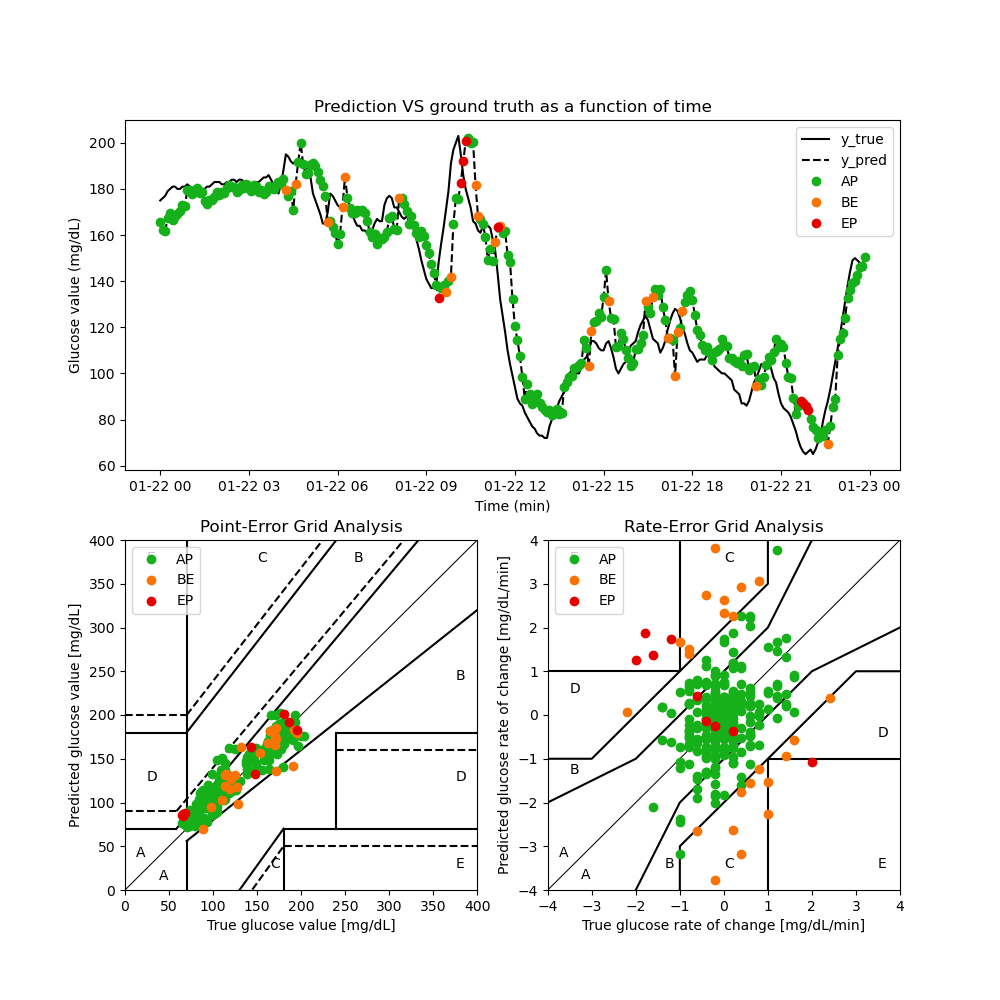 Prediction VS ground truth as a function of time
Glucose value (mg/dL)
200
180
160
140
120
100
80
60
y_true
y_pred
AP
BE
EP
01-22 00 01-22 03 01-22 06 01-22 09 01-22 12 01-22 15 01-22 18 01-22 21 01-23 00
Time (min)
Point-Error Grid Analysis
Predicted glucose value [mg/dL]
400
350
300
250
200
150
100
50
0
AP
BE
EP
C
B
B
D
D
A
A
C
E
0 50 100 150 200 250 300 350 400
True glucose value [mg/dL]
Rate-Error Grid Analysis
Predicted glucose rate of change [mg/dL/min]
4
3
2
1
0
−1
−2
−3
−4
AP
BE
EP
C
D
D
B
A
A
B
C
E
−4 −3 −2 −1 0 1 2 3 4
True glucose rate of change [mg/dL/min]